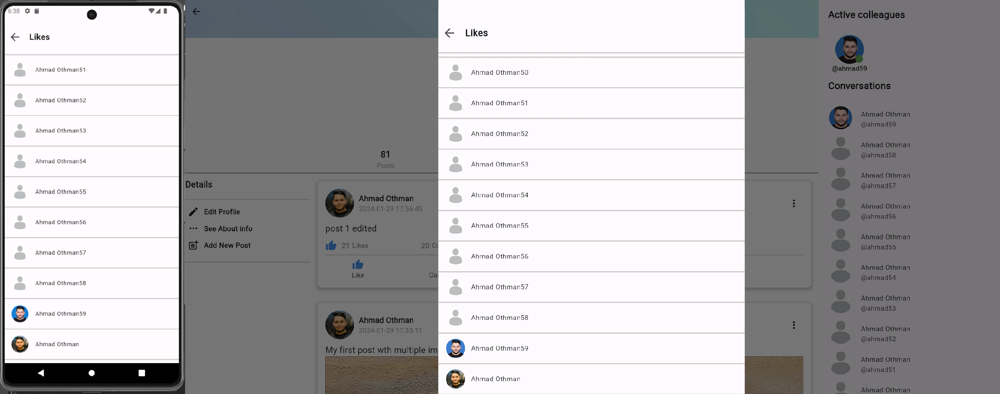 6:38
Likes
Ahmad Othman51
Ahmad Othman52
Ahmad Othman53
Ahmad Othman54
Ahmad Othman55
Ahmad Othman56
Ahmad Othman57
Ahmad Othman58
Ahmad Othman59
Ahmad Othman
81
Posts
Details
Edit Profile
See About info
Add New Post
Ahmad Othman
2024-01-29 17:56:45
post 1 edited
21 Likes
20
Like
Ahmad Othman
2024-01-29 17:33:11
My first post wth multiple im
Likes
Ahmad Othman50
Ahmad Othman51
Ahmad Othman52
Ahmad Othman53
Ahmad Othman54
Ahmad Othman55
Ahmad Othman56
Ahmad Othman57
Ahmad Othman58
Ahmad Othman59
Ahmad Othman
Active colleagues
@ahmad59
Conversations
Ahmad Othman
@ahmad59
Ahmad Othman
@ahmad58
Ahmad Othman
@ahmad57
Ahmad Othman
@ahmad56
Ahmad Othman
@ahmad55
Ahmad Othman
@ahmad54
Ahmad Othman
@ahmad53
Ahmad Othman
@ahmad52
Ahmad Othman
@ahmad51
Ahmad Othman